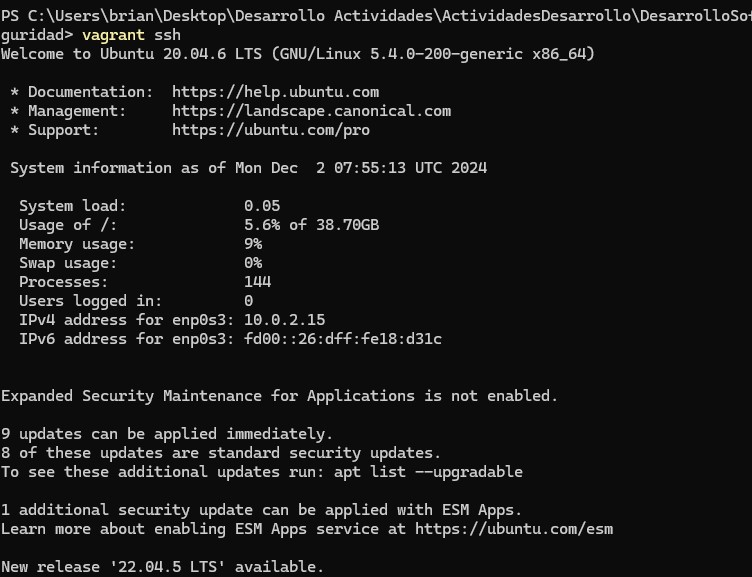 PS C:\Users\brian\Desktop\Desarrollo Actividades\ActividadesDesarrollo\DesarrolloSof
guridad> vagrant ssh
Welcome to Ubuntu 20.04.6 LTS (GNU/Linux 5.4.0-200-generic x86_64)
* Documentation:  https://help.ubuntu.com
* Management:     https://landscape.canonical.com
* Support:        https://ubuntu.com/pro
System information as of Mon Dec  2 07:55:13 UTC 2024
System load:             0.05
Usage of /:              5.6% of 38.70GB
Memory usage:            9%
Swap usage:              0%
Processes:               144
Users logged in:         0
IPv4 address for enp0s3: 10.0.2.15
IPv6 address for enp0s3: fd00::26:dff:fe18:d31c
Expanded Security Maintenance for Applications is not enabled.
9 updates can be applied immediately.
8 of these updates are standard security updates.
To see these additional updates run: apt list --upgradable
1 additional security update can be applied with ESM Apps.
Learn more about enabling ESM Apps service at https://ubuntu.com/esm
New release '22.04.5 LTS' available.